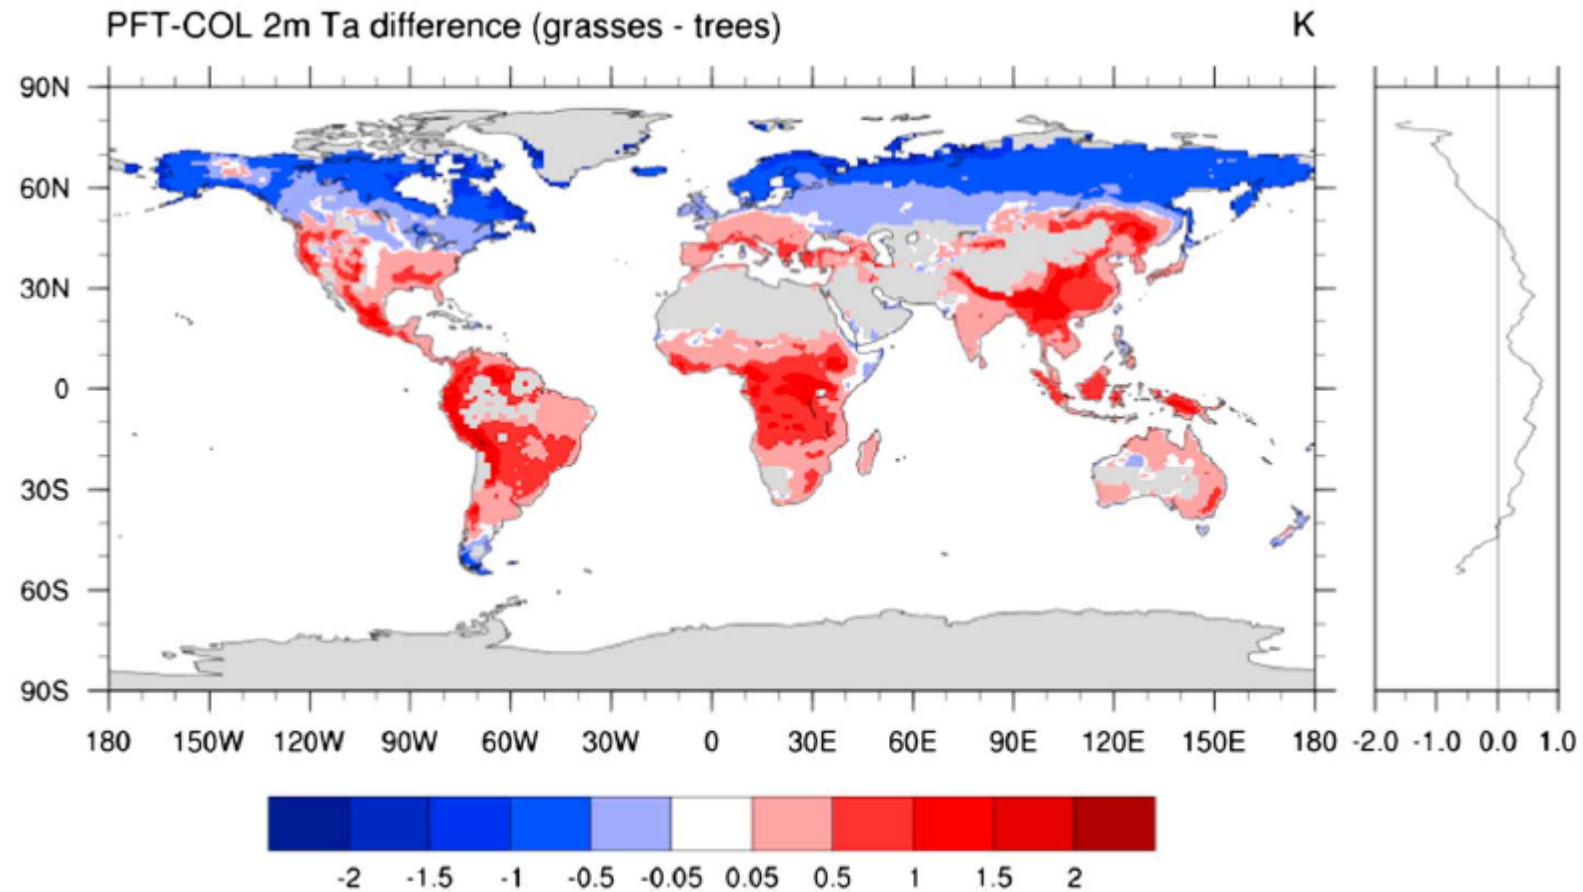 PFT-COL 2m Ta difference (grasses - trees) K
90N
60N
30N
0
30S
60S
90S
180 150W 120W 90W 60W 30W 0 30E 60E 90E 120E 150E 180 -2.0 -1.0 0.0 1.0
-2 -1.5 -1 -0.5 -0.05 0.05 0.5 1 1.5 2